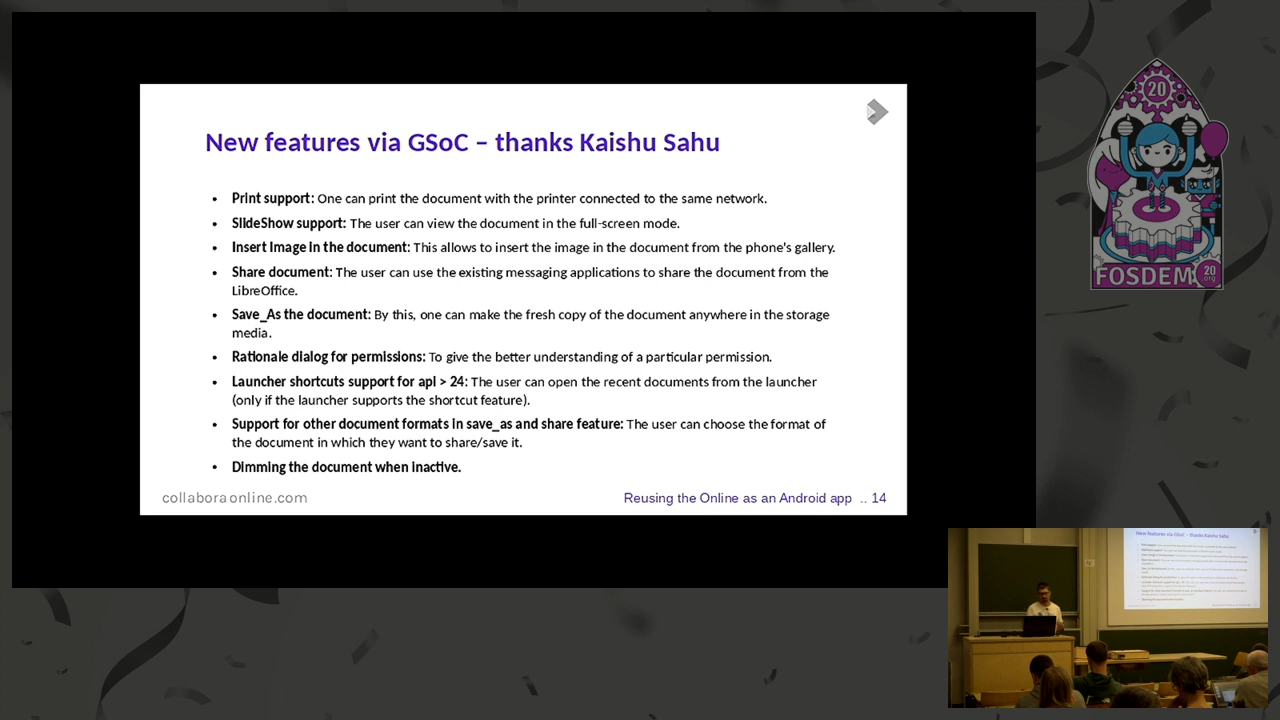 New features via GSoC – thanks Kaishu Sahu
• Print support: One can print the document with the printer connected to the same network.
• SlideShow support: The user can view the document in the full-screen mode.
• Insert Image in the document: This allows to insert the image in the document from the phone's gallery.
• Share document: The user can use the existing messaging applications to share the document from the
LibreOffice.
• Save_As the document: By this, one can make the fresh copy of the document anywhere in the storage
media.
• Rationale dialog for permissions: To give the better understanding of a particular permission.
• Launcher shortcuts support for api > 24: The user can open the recent documents from the launcher
(only if the launcher supports the shortcut feature).
• Support for other document formats in save_as and share feature: The user can choose the format of
the document in which they want to share/save it.
• Dimming the document when inactive.
collaboraonline.com
Reusing the Online as an Android app .. 14
20
FOSDEM
20
.org
New features via GSoC – thanks Kaishu Sahu